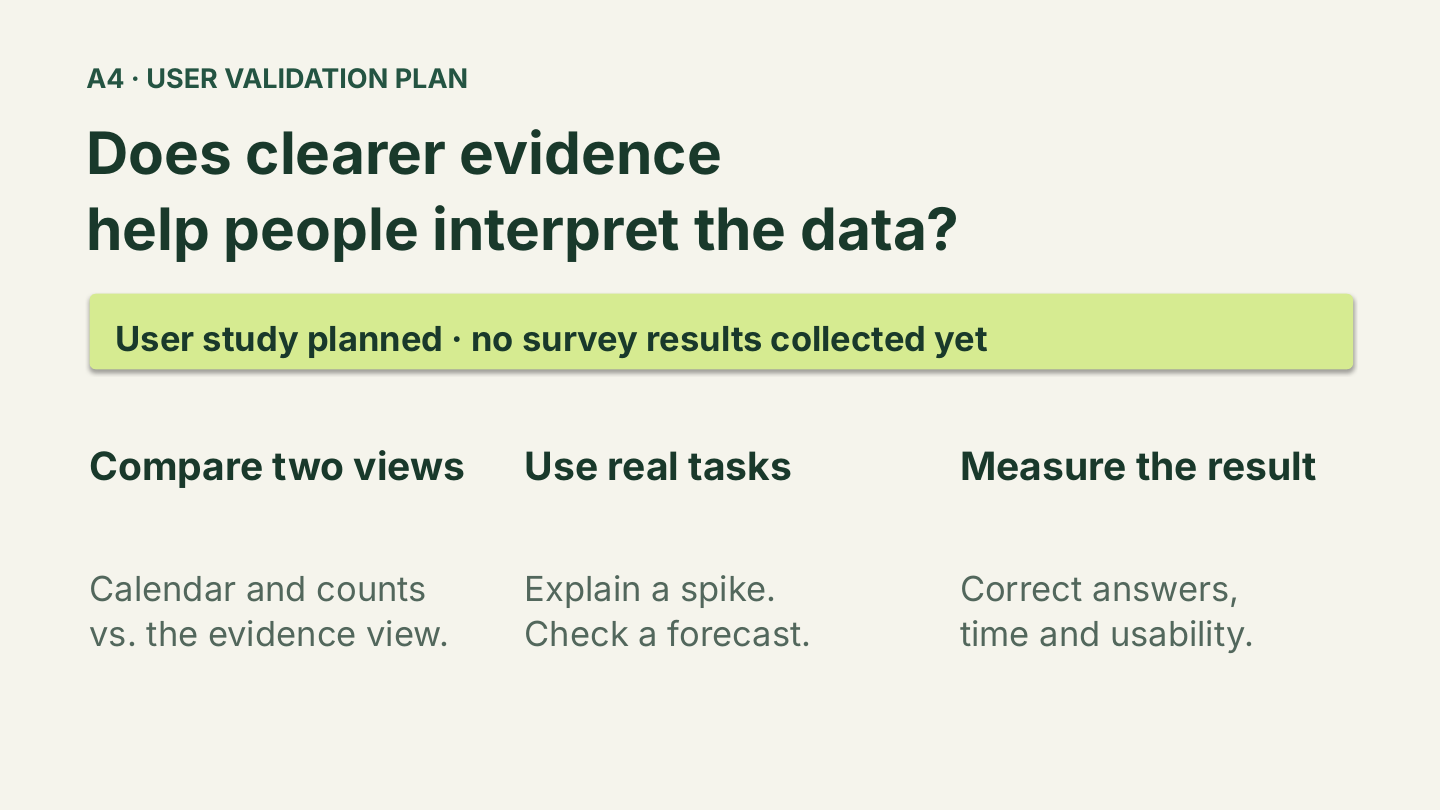 A4 · USER VALIDATION PLAN
Does clearer evidence
help people interpret the data?
User study planned · no survey results collected yet
Compare two views
Calendar and counts
vs. the evidence view.
Use real tasks
Explain a spike.
Check a forecast.
Measure the result
Correct answers,
time and usability.